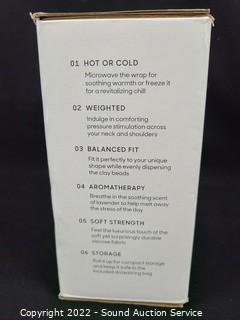 01 HOT OR COLD
Microwave the wrap for
soothing warmth or freeze it
for a revitalizing chill
02 WEIGHTED
Indulge in comforting
pressure stimulation across
your neck and shoulders
03 BALANCED FIT
Fit it perfectly to your unique
shape while evenly dispersing
the clay beads
04 AROMATHERAPY
Breathe in the soothing scent
of lavender to help melt away
the stress of the day
05 SOFT STRENGTH
Feel the luxurious touch of the
soft yet surprisingly durable
viscose fabric
06 STORAGE
Roll it up for compact storage
and keep it safe in the
included drawstring bag
Copyright 2022 - Sound Auction Service